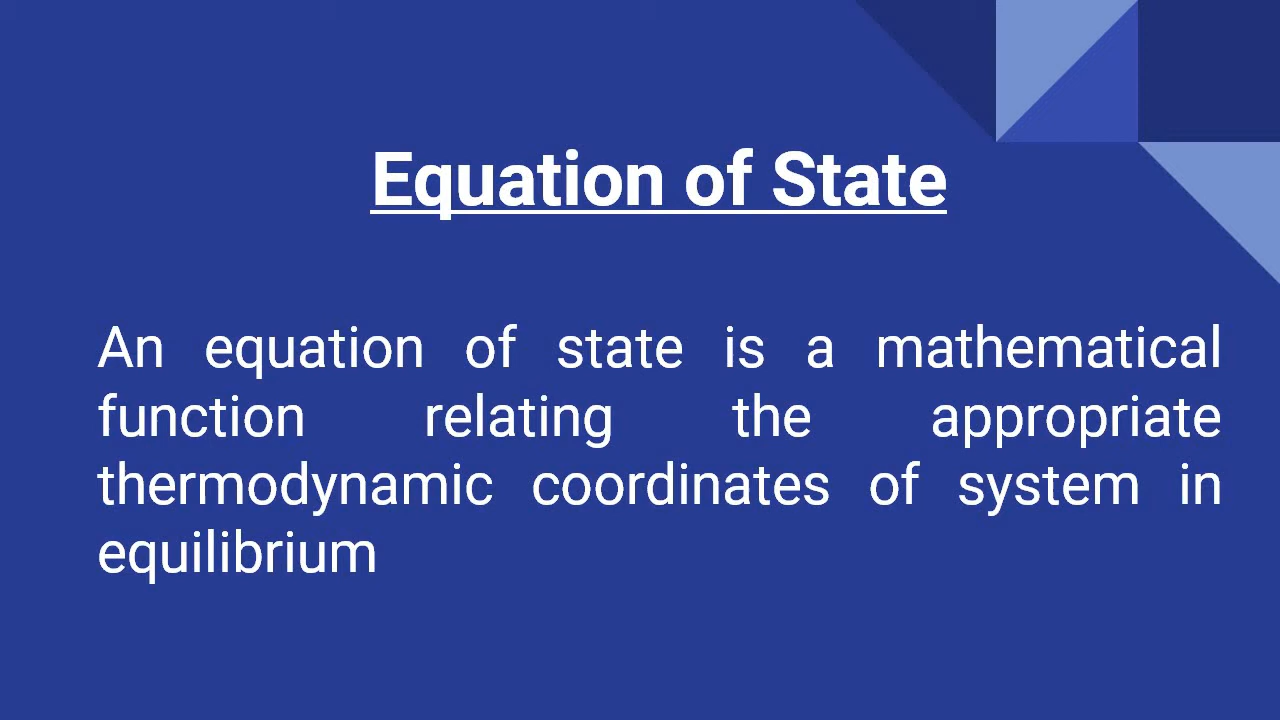 Equation of State
An equation of state is a mathematical
function relating the appropriate
thermodynamic coordinates of system in
equilibrium